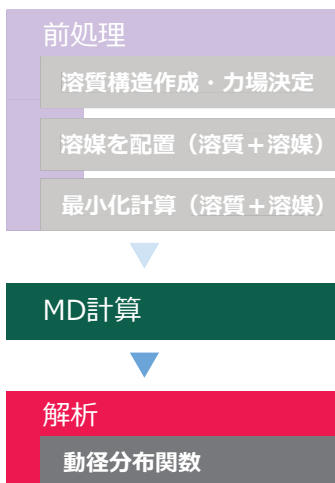 前処理
溶質構造作成・力場決定
溶媒を配置（溶質＋溶媒）
最小化計算（溶質＋溶媒）
MD計算
解析
動径分布関数